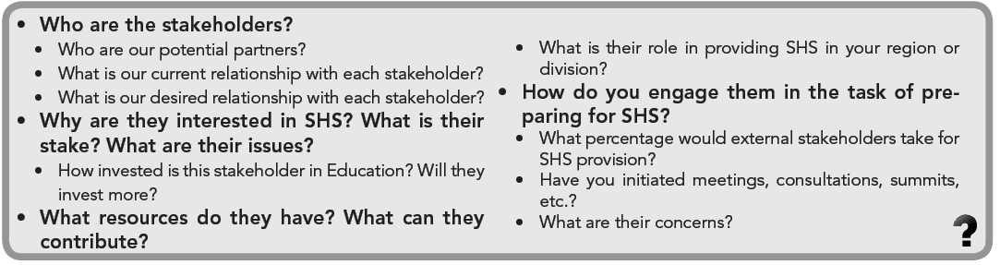 • Who are the stakeholders?
• Who are our potential partners?
• What is our current relationship with each stakeholder?
• What is our desired relationship with each stakeholder?
• Why are they interested in SHS? What is their
stake? What are their issues?
• How invested is this stakeholder in Education? Will they
invest more?
• What resources do they have? What can they
contribute?
• What is their role in providing SHS in your region or
division?
• How do you engage them in the task of pre-
paring for SHS?
• What percentage would external stakeholders take for
SHS provision?
• Have you initiated meetings, consultations, summits,
etc.?
• What are their concerns?
?